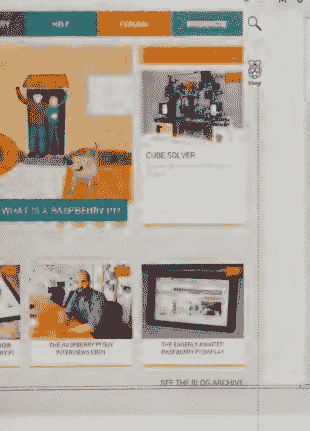 HELP
FORUMS
Shop
CUBE SOLVER
WHAT IS A RASPBERRY PI?
THE RASPBERRY PI GUY
INTERVIEWS EBEN
THE EAGERLY AWAITED
RASPBERRY PI DISPLAY
SEE THE BLOG ARCHIVE